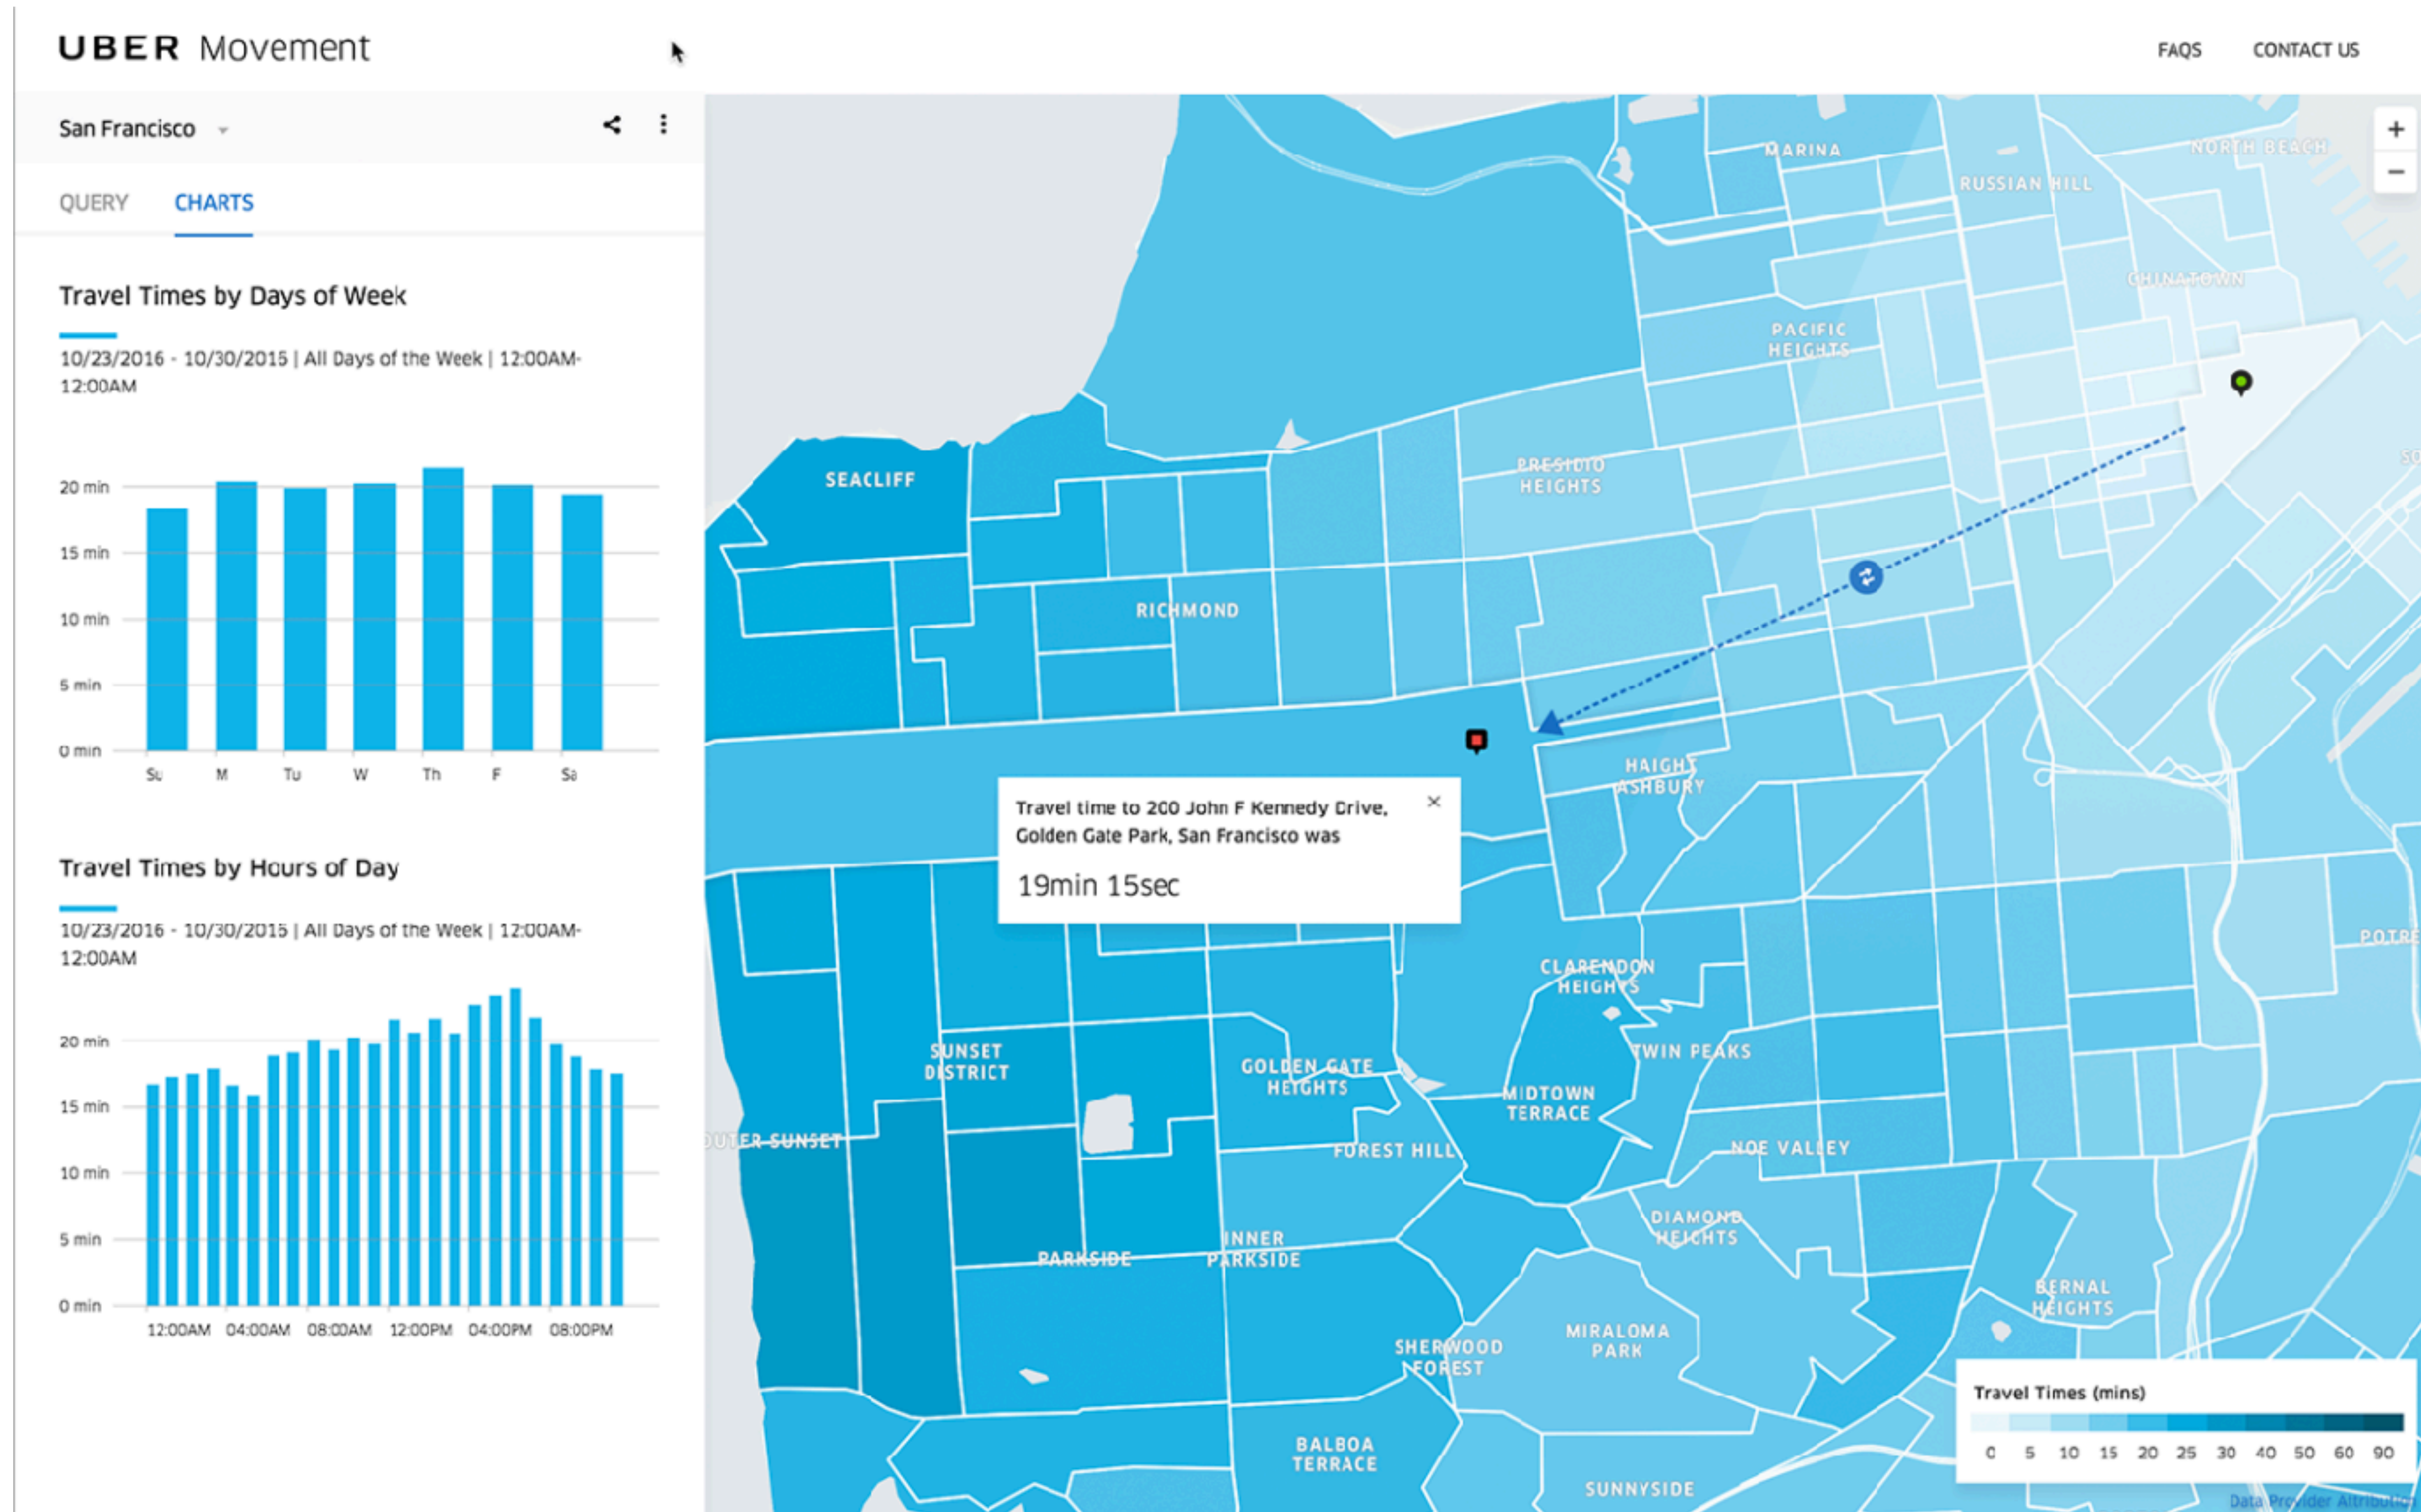 UBER Movement
FAQS
CONTACT US
San Francisco
QUERY
CHARTS
Travel Times by Days of Week
10/23/2016 - 10/30/2016 | All Days of the Week | 12:00AM-
12:00AM
20 min
15 min
10 min
5 min
0 min
Su M Tu W Th F Sa
Travel Times by Hours of Day
10/23/2016 - 10/30/2016 | All Days of the Week | 12:00AM-
12:00AM
20 min
15 min
10 min
5 min
0 min
12:00AM 04:00AM 08:00AM 12:00PM 04:00PM 08:00PM
MARINA
NORTH BEACH
RUSSIAN HILL
CHINATOWN
PACIFIC
HEIGHTS
PRESIDIO
HEIGHTS
SO
SEACLIFF
RICHMOND
HAIGHT
ASHBURY
Travel time to 200 John F Kennedy Drive,
Golden Gate Park, San Francisco was
19min 15sec
POTRE
CLARENDON
HEIGHTS
SUNSET
DISTRICT
GOLDEN GATE
HEIGHTS
TWIN PEAKS
MIDTOWN
TERRACE
OUTER SUNSET
FOREST HILL
NOE VALLEY
DIAMOND
HEIGHTS
PARKSIDE
INNER
PARKSIDE
BERNAL
HEIGHTS
SHERWOOD
FOREST
MIRALOMA
PARK
BALBOA
TERRACE
SUNNYSIDE
Travel Times (mins)
0 5 10 15 20 25 30 40 50 60 90
Data Provider Attribution